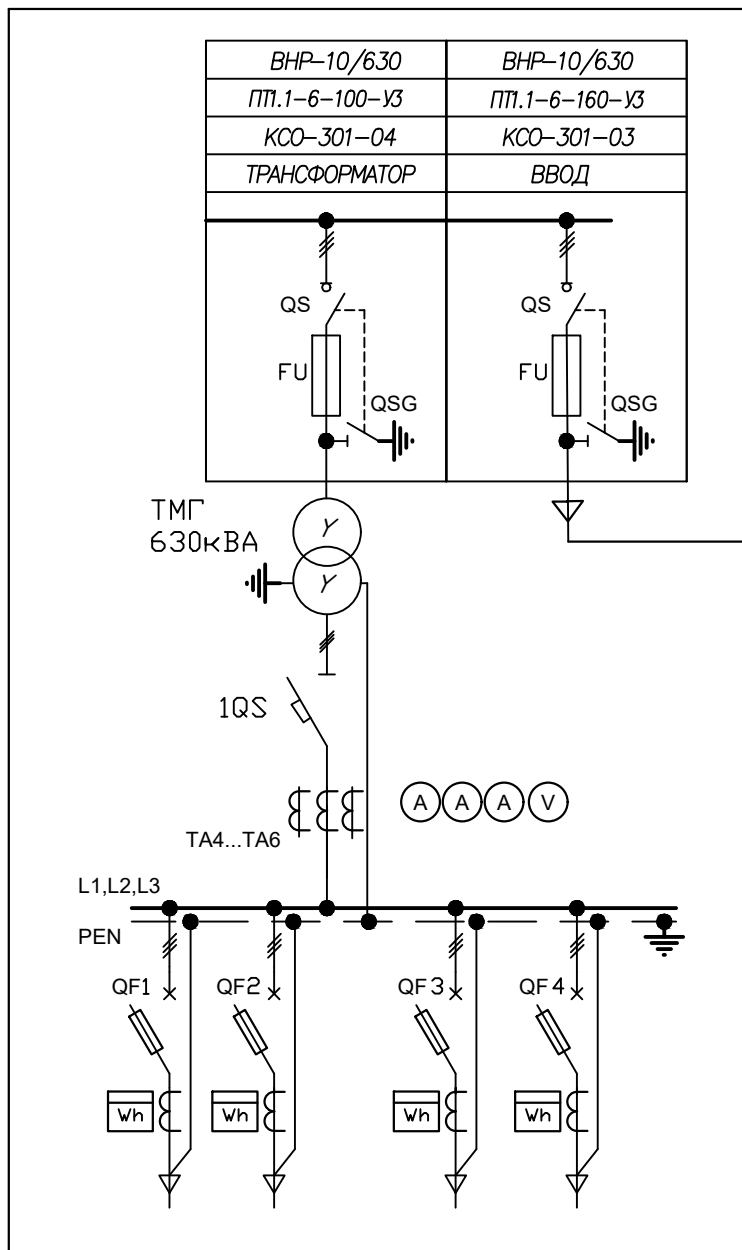 ВНР-10/630 ВНР-10/630
ПТ1.1-6-100-У3 ПТ1.1-6-160-У3
КСО-301-04 КСО-301-03
ТРАНСФОРМАТОР ВВОД
QS QS
FU FU
QSG QSG
ТМГ
630кВА
Y
Y
1QS
A A A V
TA4...TA6
L1,L2,L3
PEN
QF1 QF2 QF3 QF4
Wh Wh Wh Wh